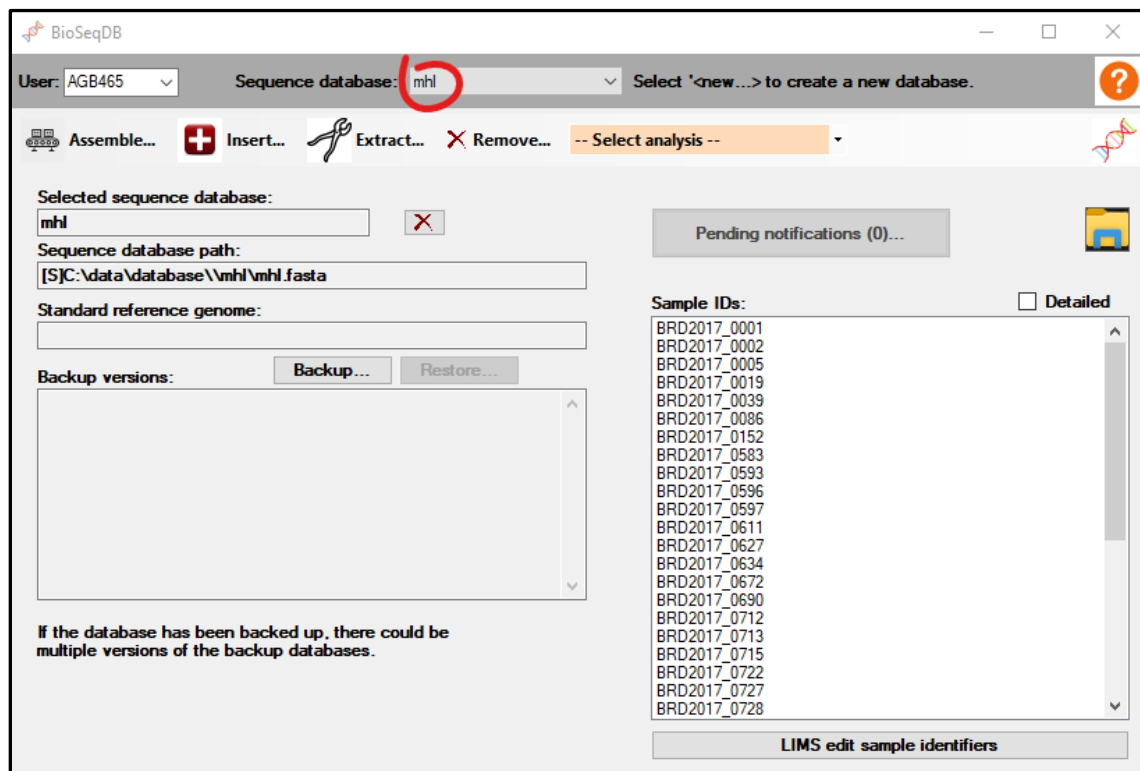 BioSeqDB
User: AGB465 Sequence database: mhl Select '<new...> to create a new database.
?
Assemble... Insert... Extract... Remove... -- Select analysis --
Selected sequence database:
mhl
Pending notifications (0)...
Sequence database path:
[S]C:\data\database\\mhl\mhl.fasta
Standard reference genome:
Sample IDs: Detailed
Backup versions: Backup... Restore...
BRD2017_0001
BRD2017_0002
BRD2017_0005
BRD2017_0019
BRD2017_0039
BRD2017_0086
BRD2017_0152
BRD2017_0583
BRD2017_0593
BRD2017_0596
BRD2017_0597
BRD2017_0611
BRD2017_0627
BRD2017_0634
BRD2017_0672
BRD2017_0690
BRD2017_0712
BRD2017_0713
BRD2017_0715
BRD2017_0722
BRD2017_0727
BRD2017_0728
If the database has been backed up, there could be
multiple versions of the backup databases.
LIMS edit sample identifiers